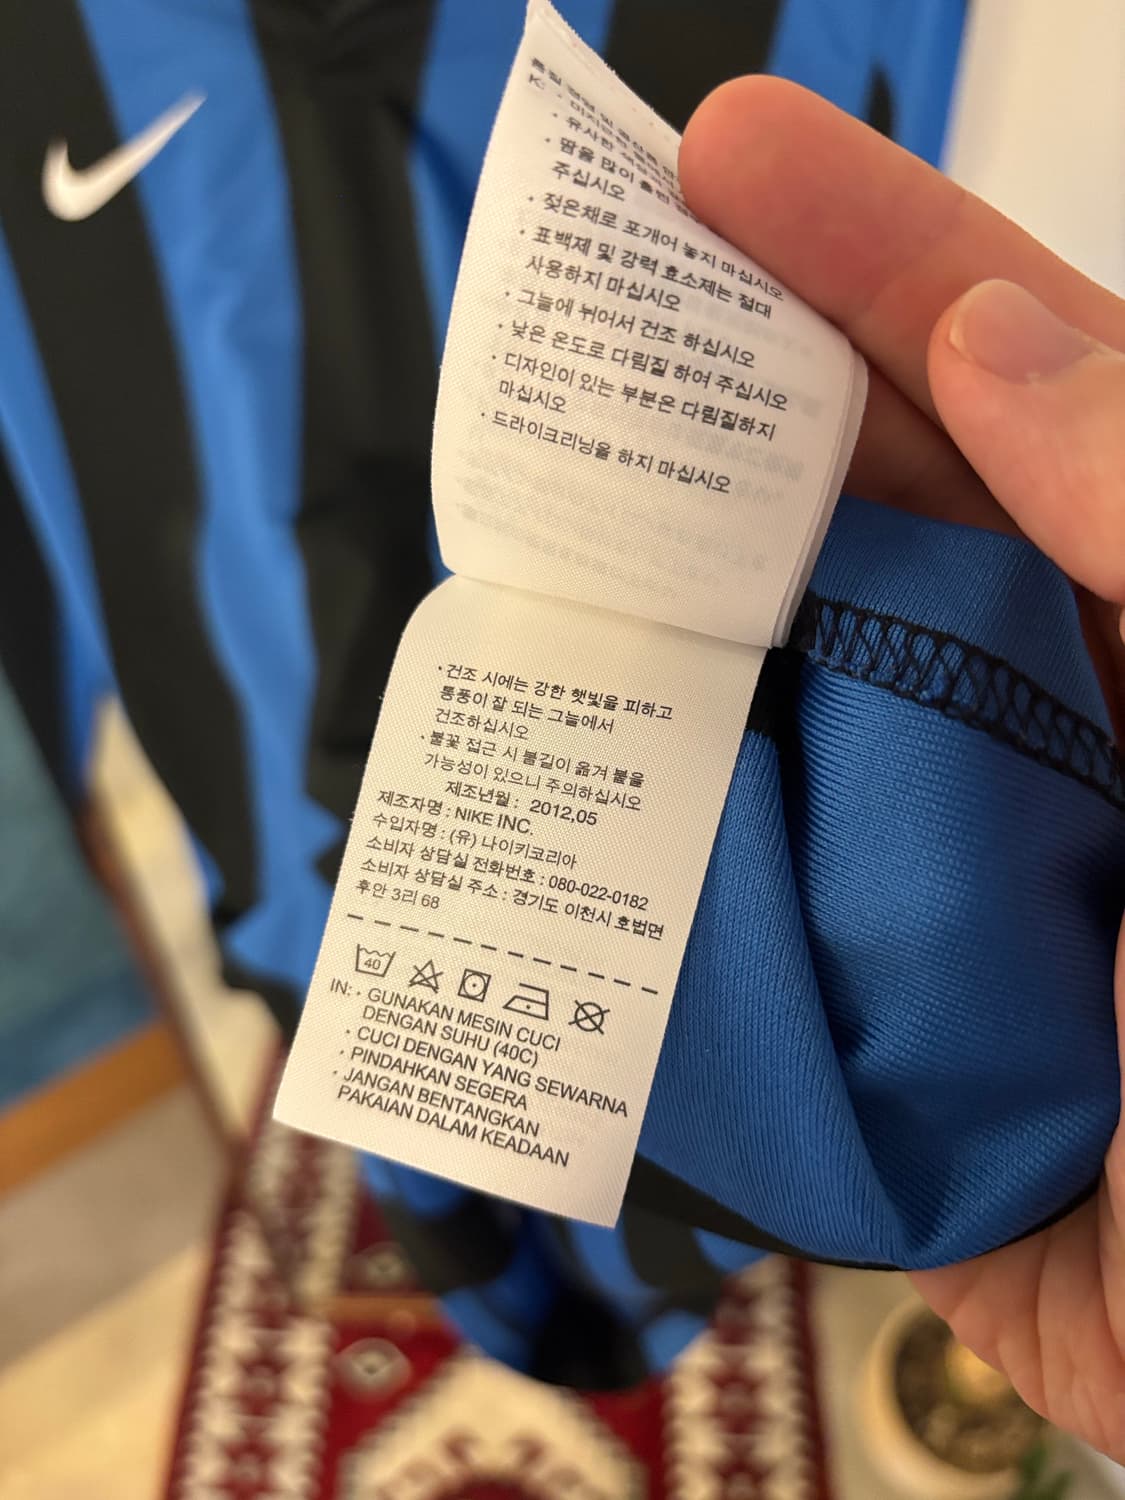 K:
· 유사한
· 땀을 많이 흘린
주십시오
· 젖은채로 포개어 놓지 마십시오
· 표백제 및 강력 효소제는 절대
사용하지 마십시오
· 그늘에 뉘어서 건조 하십시오
· 낮은 온도로 다림질 하여 주십시오
· 디자인이 있는 부분은 다림질하지
마십시오
· 드라이크리닝을 하지 마십시오
· 건조 시에는 강한 햇빛을 피하고
통풍이 잘 되는 그늘에서
건조하십시오
· 불꽃 접근 시 불길이 옮겨 붙을
가능성이 있으니 주의하십시오
제조년월 : 2012,05
제조자명 : NIKE INC.
수입자명 : (유) 나이키코리아
소비자 상담실 전화번호 : 080-022-0182
소비자 상담실 주소 : 경기도 이천시 호법면
후안 3리 68
40
IN: · GUNAKAN MESIN CUCI
DENGAN SUHU (40C)
· CUCI DENGAN YANG SEWARNA
· PINDAHKAN SEGERA
· JANGAN BENTANGKAN
PAKAIAN DALAM KEADAAN